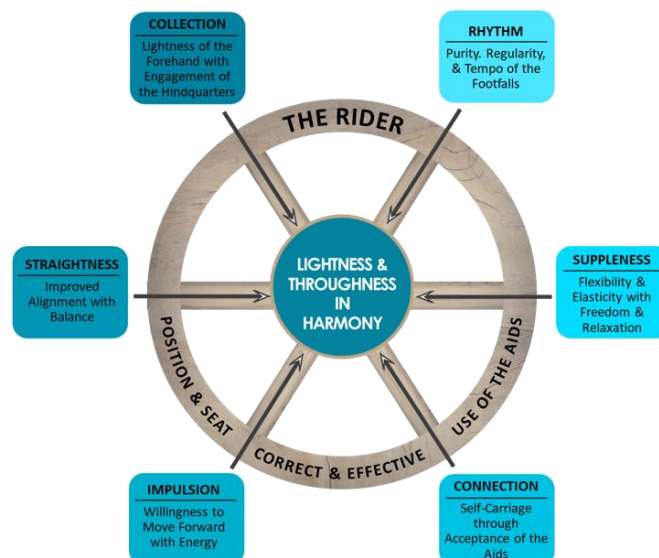 COLLECTION
Lightness of the
Forehand with
Engagement of
the Hindquarters
RHYTHM
Purity. Regularity,
& Tempo of the
Footfalls
THE RIDER
STRAIGHTNESS
Improved
Alignment with
Balance
LIGHTNESS &
THROUGHNESS
IN
HARMONY
SUPPLENESS
Flexibility &
Elasticity with
Freedom &
Relaxation
POSITION & SEAT
CORRECT & EFFECTIVE
USE OF THE AIDS
IMPULSION
Willingness to
Move Forward
with Energy
CONNECTION
Self-Carriage
through
Acceptance of the
Aids